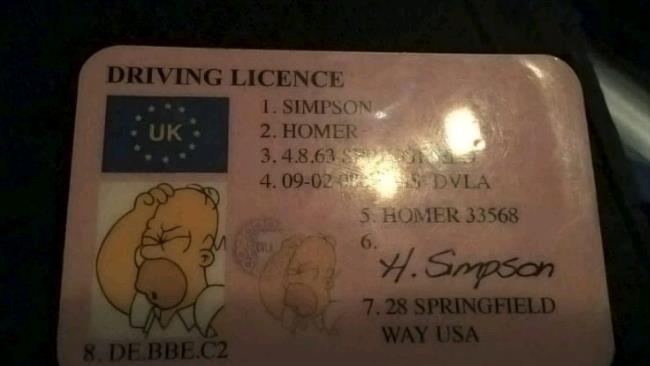 DRIVING LICENCE
UK
1. SIMPSON
2. HOMER
3. 4.8.63
4. 09-02 DVLA
5. HOMER 33568
6.
H. Simpson
7. 28 SPRINGFIELD
WAY USA
8. DE.BBE.C2